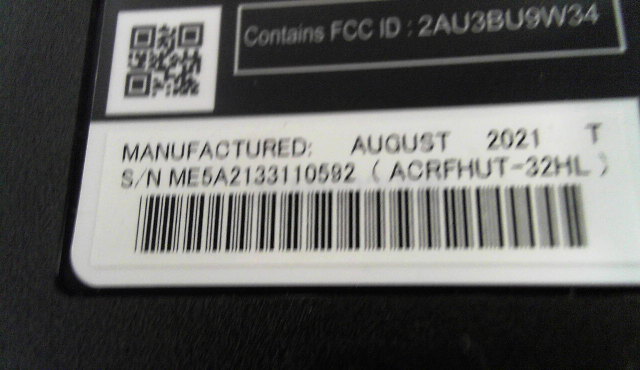 Contains FCC ID : 2AU3BU9W34
MANUFACTURED: AUGUST 2021 T
S/N ME5A2133110592 ( ACRFHUT-32HL )